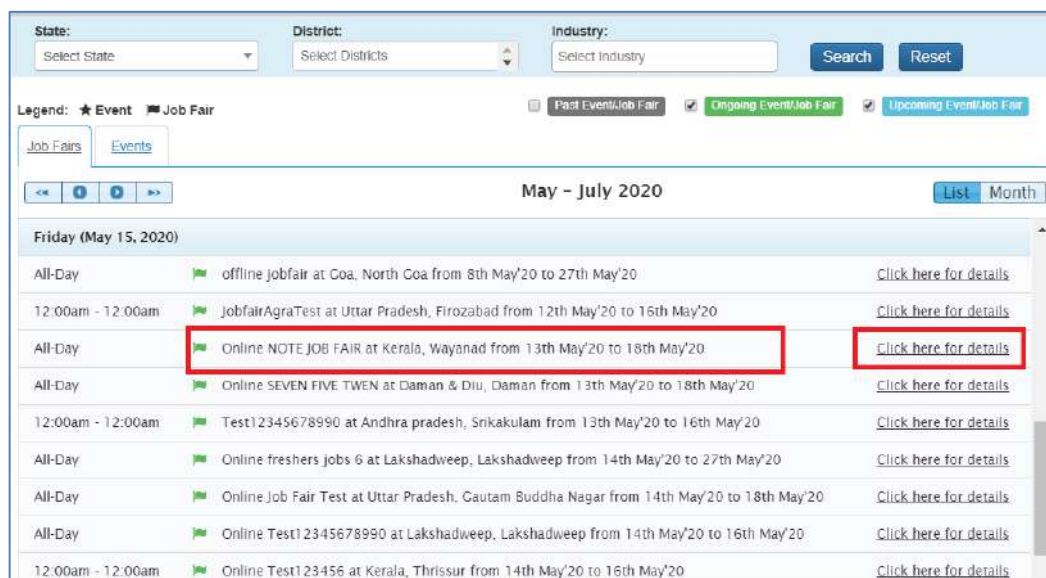 State: District: Industry:
Select State Select Districts Select Industry Search Reset
Legend: ★ Event Job Fair Past Event/Job Fair Ongoing Event/Job Fair Upcoming Event/Job Fair
Job Fairs Events
May - July 2020 List Month
Friday (May 15, 2020)
All-Day offline jobfair at Goa, North Goa from 8th May'20 to 27th May'20 Click here for details
12:00am - 12:00am JobfairAgraTest at Uttar Pradesh, Firozabad from 12th May'20 to 16th May'20 Click here for details
All-Day Online NOTE JOB FAIR at Kerala, Wayanad from 13th May'20 to 18th May'20 Click here for details
All-Day Online SEVEN FIVE TWEN at Daman & Diu, Daman from 13th May'20 to 18th May'20 Click here for details
12:00am - 12:00am Test12345678990 at Andhra pradesh, Srikakulam from 13th May'20 to 16th May'20 Click here for details
All-Day Online freshers jobs 6 at Lakshadweep, Lakshadweep from 14th May'20 to 27th May'20 Click here for details
All-Day Online Job Fair Test at Uttar Pradesh, Gautam Buddha Nagar from 14th May'20 to 18th May'20 Click here for details
All-Day Online Test12345678990 at Lakshadweep, Lakshadweep from 14th May'20 to 16th May'20 Click here for details
12:00am - 12:00am Online Test123456 at Kerala, Thrissur from 14th May'20 to 16th May'20 Click here for details